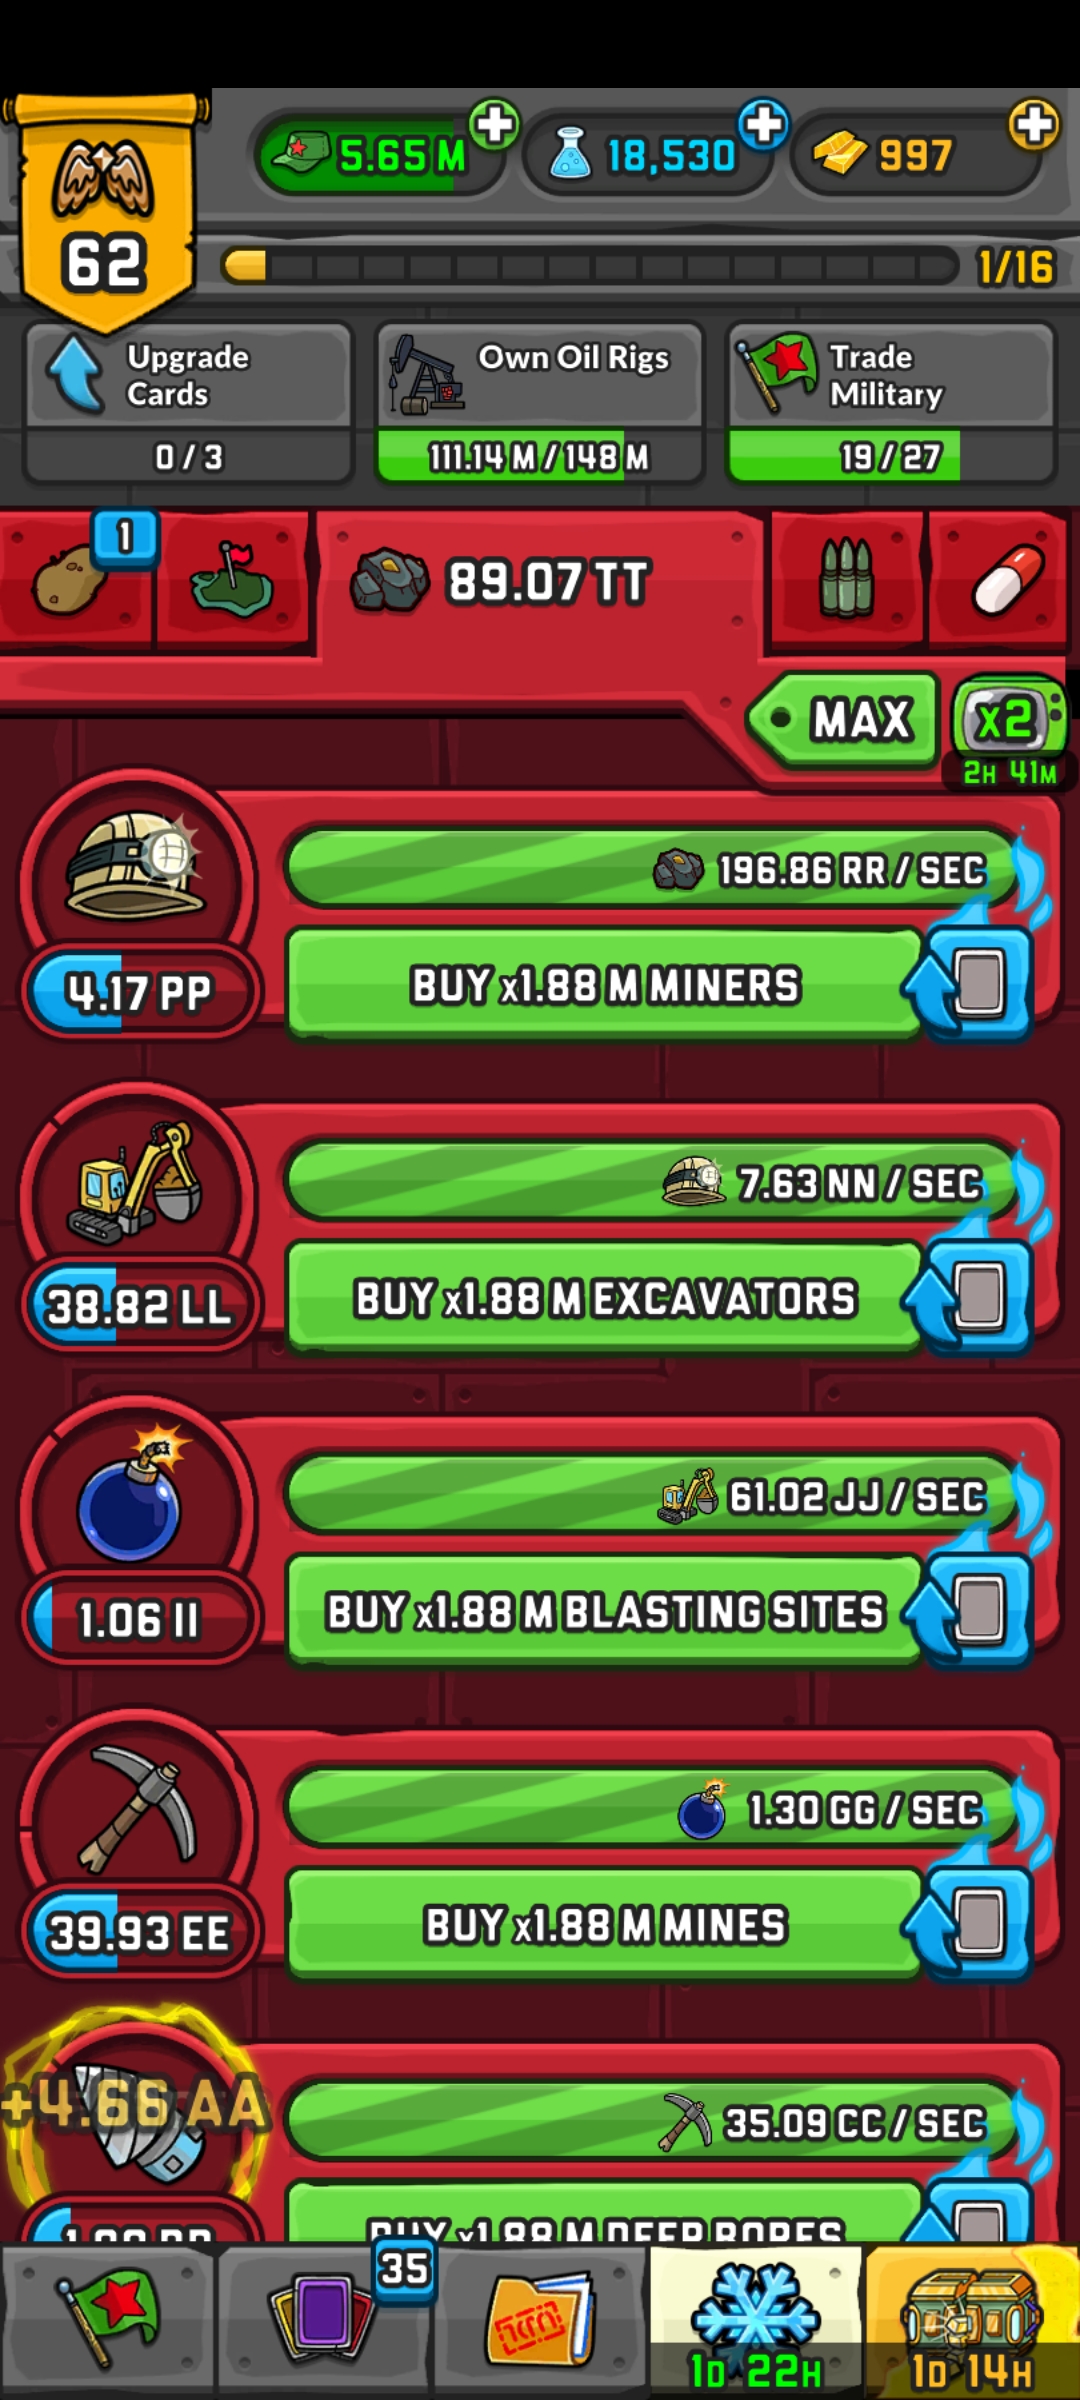 5.65 M
18,530
997
62
1/16
Upgrade
Cards
0 / 3
Own Oil Rigs
111.14 M / 148 M
Trade
Military
19 / 27
1
89.07 TT
MAX
x2
2H 41M
196.86 RR / SEC
4.17 PP
BUY x1.88 M MINERS
7.63 NN / SEC
38.82 LL
BUY x1.88 M EXCAVATORS
61.02 JJ / SEC
1.06 II
BUY x1.88 M BLASTING SITES
1.30 GG / SEC
39.93 EE
BUY x1.88 M MINES
+4.66 AA
35.09 CC / SEC
BUY x1.88 M DEEP BORES
35
1D 22H
1D 14H